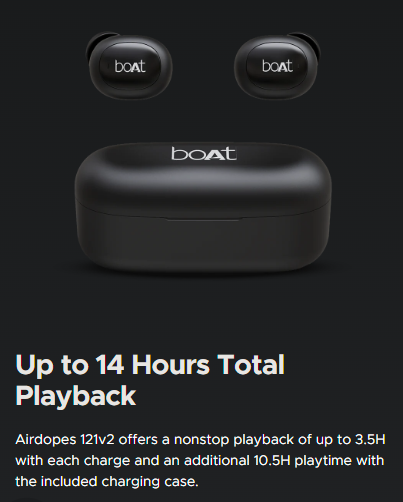 boAt boAt
boAt
Up to 14 Hours Total
Playback
Airdopes 121v2 offers a nonstop playback of up to 3.5H
with each charge and an additional 10.5H playtime with
the included charging case.